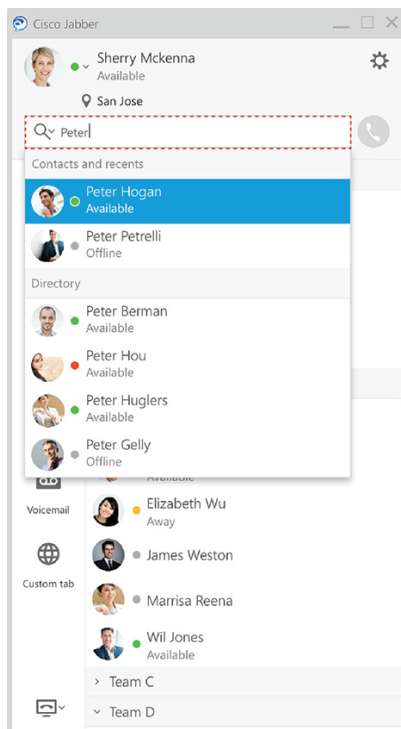 Cisco Jabber
Sherry Mckenna
Available
San Jose
Peter
Contacts and recents
Peter Hogan
Available
Peter Petrelli
Offline
Directory
Peter Berman
Available
Peter Hou
Available
Peter Huglers
Available
Peter Gelly
Offline
Available
Voicemail
Elizabeth Wu
Away
Custom tab
James Weston
Marrisa Reena
Wil Jones
Available
Team C
Team D